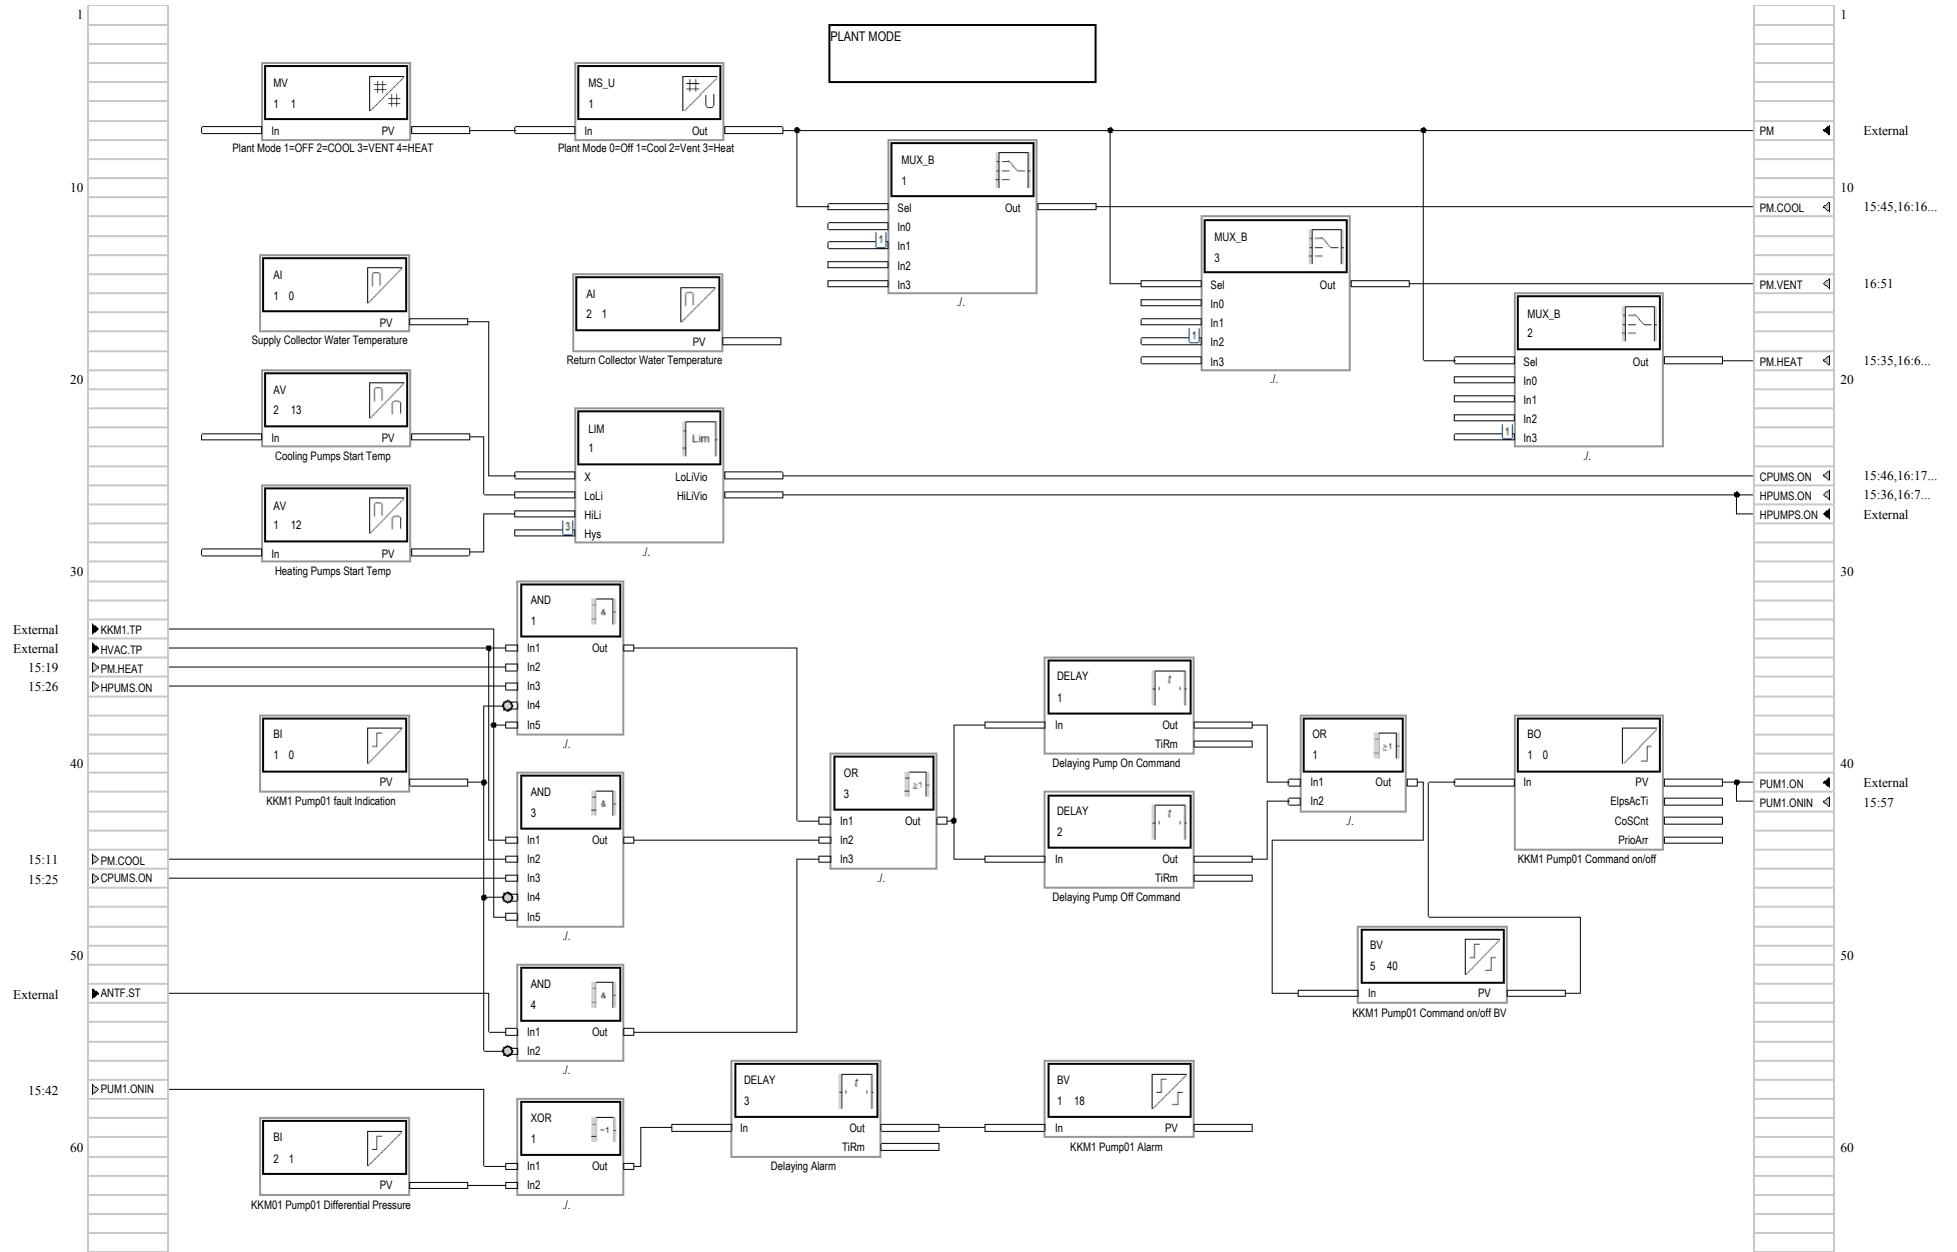 1
1
PLANT MODE
MV
1 1
In PV
Plant Mode 1=OFF 2=COOL 3=VENT 4=HEAT
MS_U
1
In Out
Plant Mode 0=Off 1=Cool 2=Vent 3=Heat
PM
External
MUX_B
1
Sel Out
In0
1
In1
In2
In3
./.
10
10
PM.COOL
15:45,16:16...
MUX_B
3
Sel Out
In0
In1
1
In2
In3
./.
PM.VENT
16:51
MUX_B
2
Sel Out
In0
In1
In2
1
In3
./.
PM.HEAT
15:35,16:6...
AI
1 0
PV
Supply Collector Water Temperature
AI
2 1
PV
Return Collector Water Temperature
20
20
AV
2 13
In PV
Cooling Pumps Start Temp
LIM
1
Lim
X LoLiVio
LoLi HiLiVio
HiLi
3
Hys
./.
CPUMS.ON
15:46,16:17...
HPUMS.ON
15:36,16:7...
HPUMPS.ON
External
AV
1 12
In PV
Heating Pumps Start Temp
30
30
External
KKM1.TP
External
HVAC.TP
15:19
PM.HEAT
15:26
HPUMS.ON
AND
1
&
In1 Out
In2
In3
In4
In5
./.
BI
1 0
PV
KKM1 Pump01 fault Indication
DELAY
1
t
In Out
TiRm
Delaying Pump On Command
OR
1
≥1
In1 Out
In2
./.
BO
1 0
In PV
ElpsAcTi
CoSCnt
PrioArr
KKM1 Pump01 Command on/off
40
40
PUM1.ON
External
PUM1.ONIN
15:57
AND
3
&
In1 Out
In2
In3
In4
In5
./.
OR
3
≥1
In1 Out
In2
In3
./.
DELAY
2
t
In Out
TiRm
Delaying Pump Off Command
15:11
PM.COOL
15:25
CPUMS.ON
50
50
BV
5 40
In PV
KKM1 Pump01 Command on/off BV
External
ANTF.ST
AND
4
&
In1 Out
In2
./.
15:42
PUM1.ONIN
BI
2 1
PV
KKM01 Pump01 Differential Pressure
XOR
1
=1
In1 Out
In2
./.
DELAY
3
t
In Out
TiRm
Delaying Alarm
BV
1 18
In PV
KKM1 Pump01 Alarm
60
60